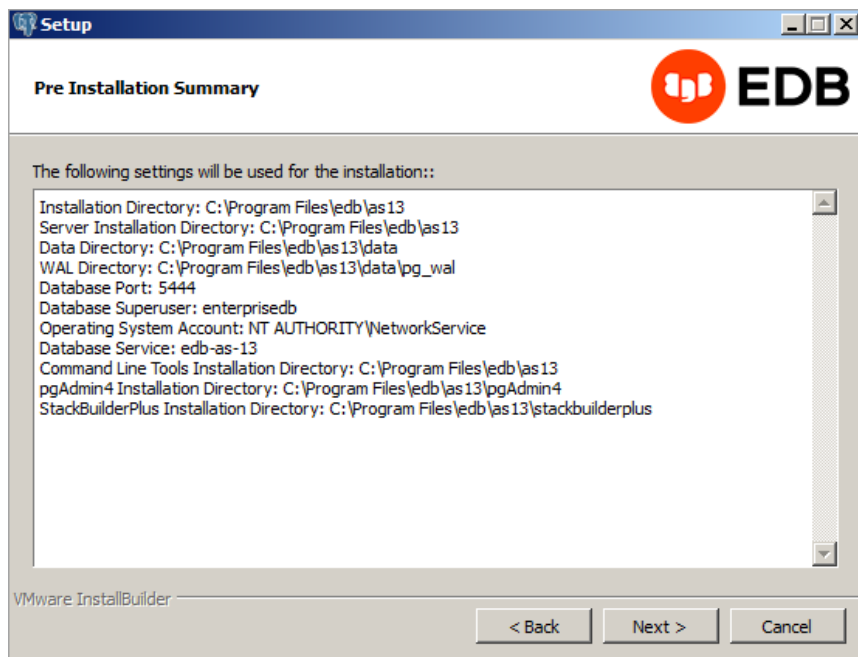 Setup
Pre Installation Summary
EDB
The following settings will be used for the installation::
Installation Directory: C:\Program Files\edb\as13
Server Installation Directory: C:\Program Files\edb\as13
Data Directory: C:\Program Files\edb\as13\data
WAL Directory: C:\Program Files\edb\as13\data\pg_wal
Database Port: 5444
Database Superuser: enterprisedb
Operating System Account: NT AUTHORITY\NetworkService
Database Service: edb-as-13
Command Line Tools Installation Directory: C:\Program Files\edb\as13
pgAdmin4 Installation Directory: C:\Program Files\edb\as13\pgAdmin4
StackBuilderPlus Installation Directory: C:\Program Files\edb\as13\stackbuilderplus
VMware InstallBuilder
< Back Next > Cancel